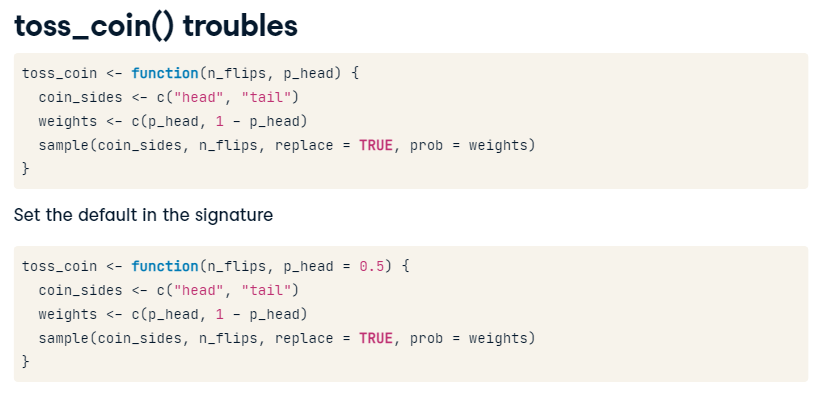 toss_coin() troubles
toss_coin <- function(n_flips, p_head) {
  coin_sides <- c("head", "tail")
  weights <- c(p_head, 1 - p_head)
  sample(coin_sides, n_flips, replace = TRUE, prob = weights)
}
Set the default in the signature
toss_coin <- function(n_flips, p_head = 0.5) {
  coin_sides <- c("head", "tail")
  weights <- c(p_head, 1 - p_head)
  sample(coin_sides, n_flips, replace = TRUE, prob = weights)
}